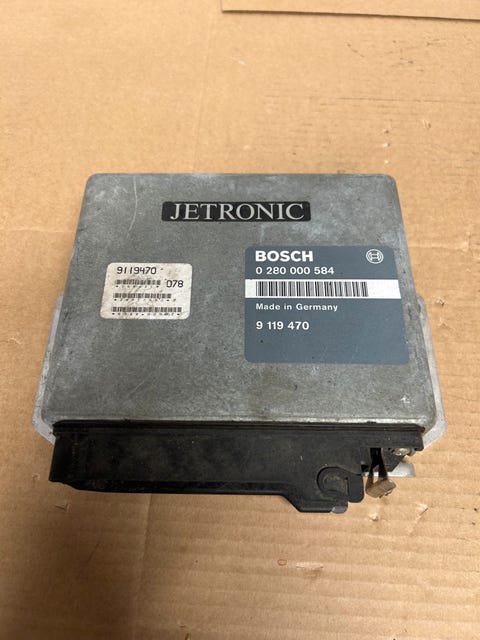 JETRONIC
BOSCH
0 280 000 584
Made in Germany
9 119 470
9119470
078